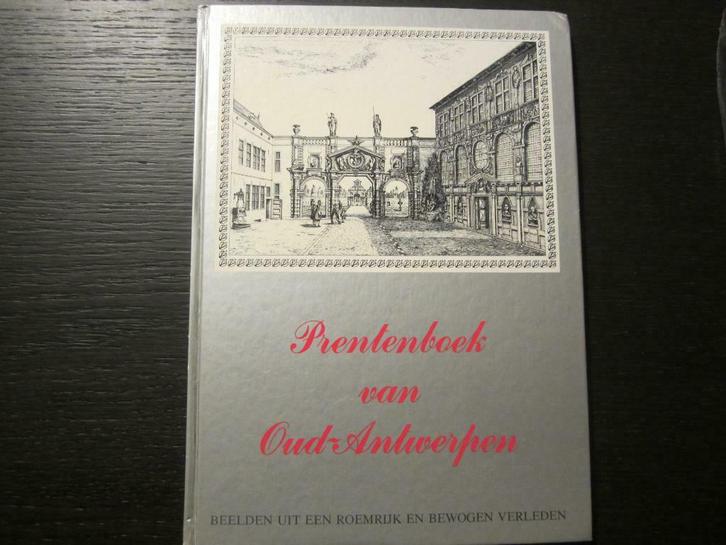 Prentenboek
van
Oud-Antwerpen
BEELDEN UIT EEN ROEMRIJK EN BEWOGEN VERLEDEN